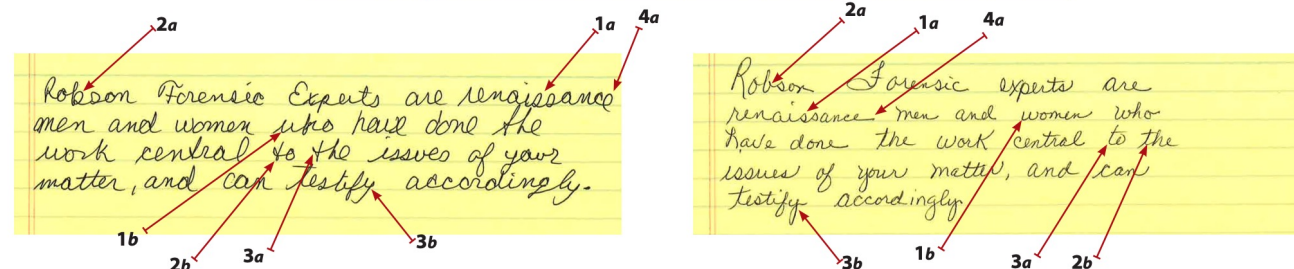 2a
1a
4a
Robson Forensic Experts are renaissance
men and women who have done the
work central to the issues of your
matter, and can testify accordingly.
1b
2b
3a
3b
2a
1a
4a
Robson Forensic experts are
renaissance men and women who
have done the work central to the
issues of your matter, and can
testify accordingly
3b
1b
3a
2b